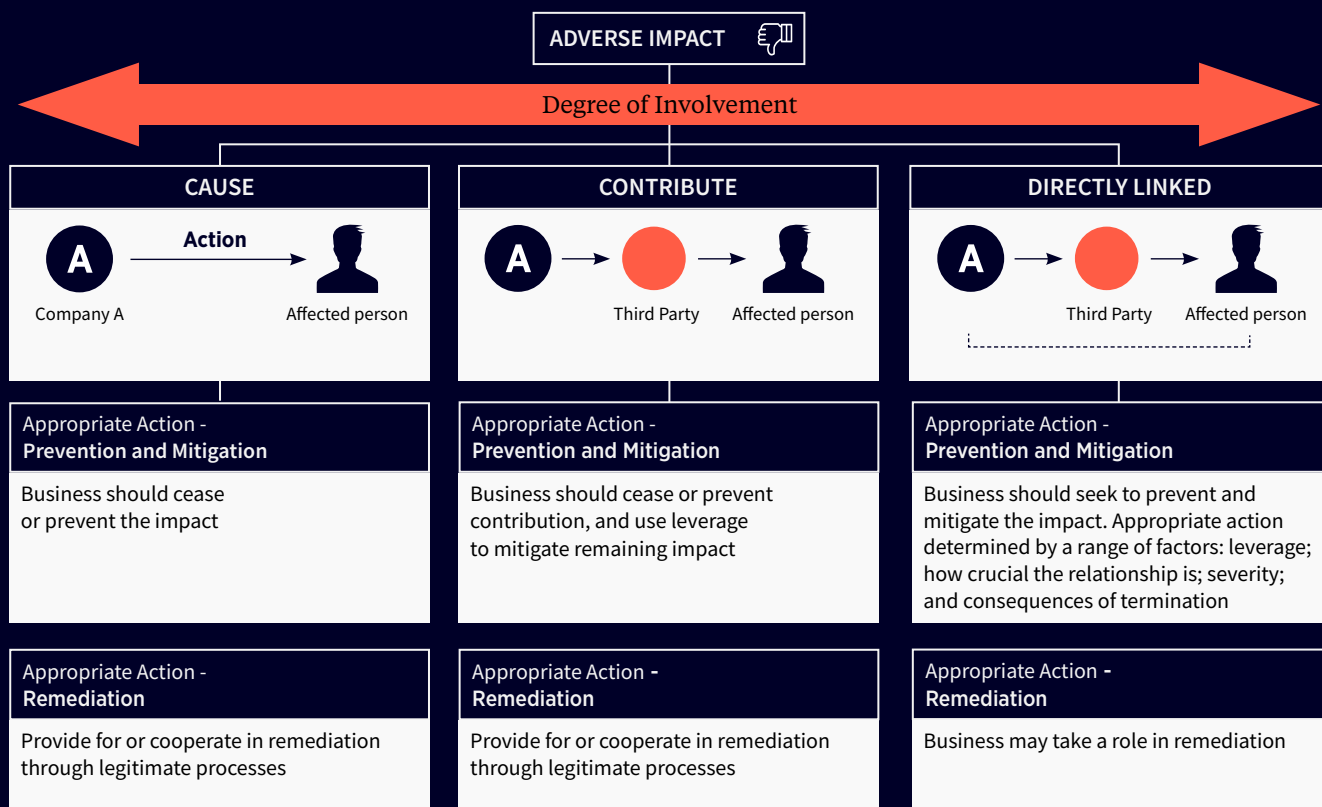 ADVERSE IMPACT
Degree of Involvement
CAUSE
A
Action
Company A
Affected person
Appropriate Action -
Prevention and Mitigation
Business should cease
or prevent the impact
Appropriate Action -
Remediation
Provide for or cooperate in remediation
through legitimate processes
CONTRIBUTE
A
Third Party
Affected person
Appropriate Action -
Prevention and Mitigation
Business should cease or prevent
contribution, and use leverage
to mitigate remaining impact
Appropriate Action -
Remediation
Provide for or cooperate in remediation
through legitimate processes
DIRECTLY LINKED
A
Third Party
Affected person
Appropriate Action -
Prevention and Mitigation
Business should seek to prevent and
mitigate the impact. Appropriate action
determined by a range of factors: leverage;
how crucial the relationship is; severity;
and consequences of termination
Appropriate Action -
Remediation
Business may take a role in remediation